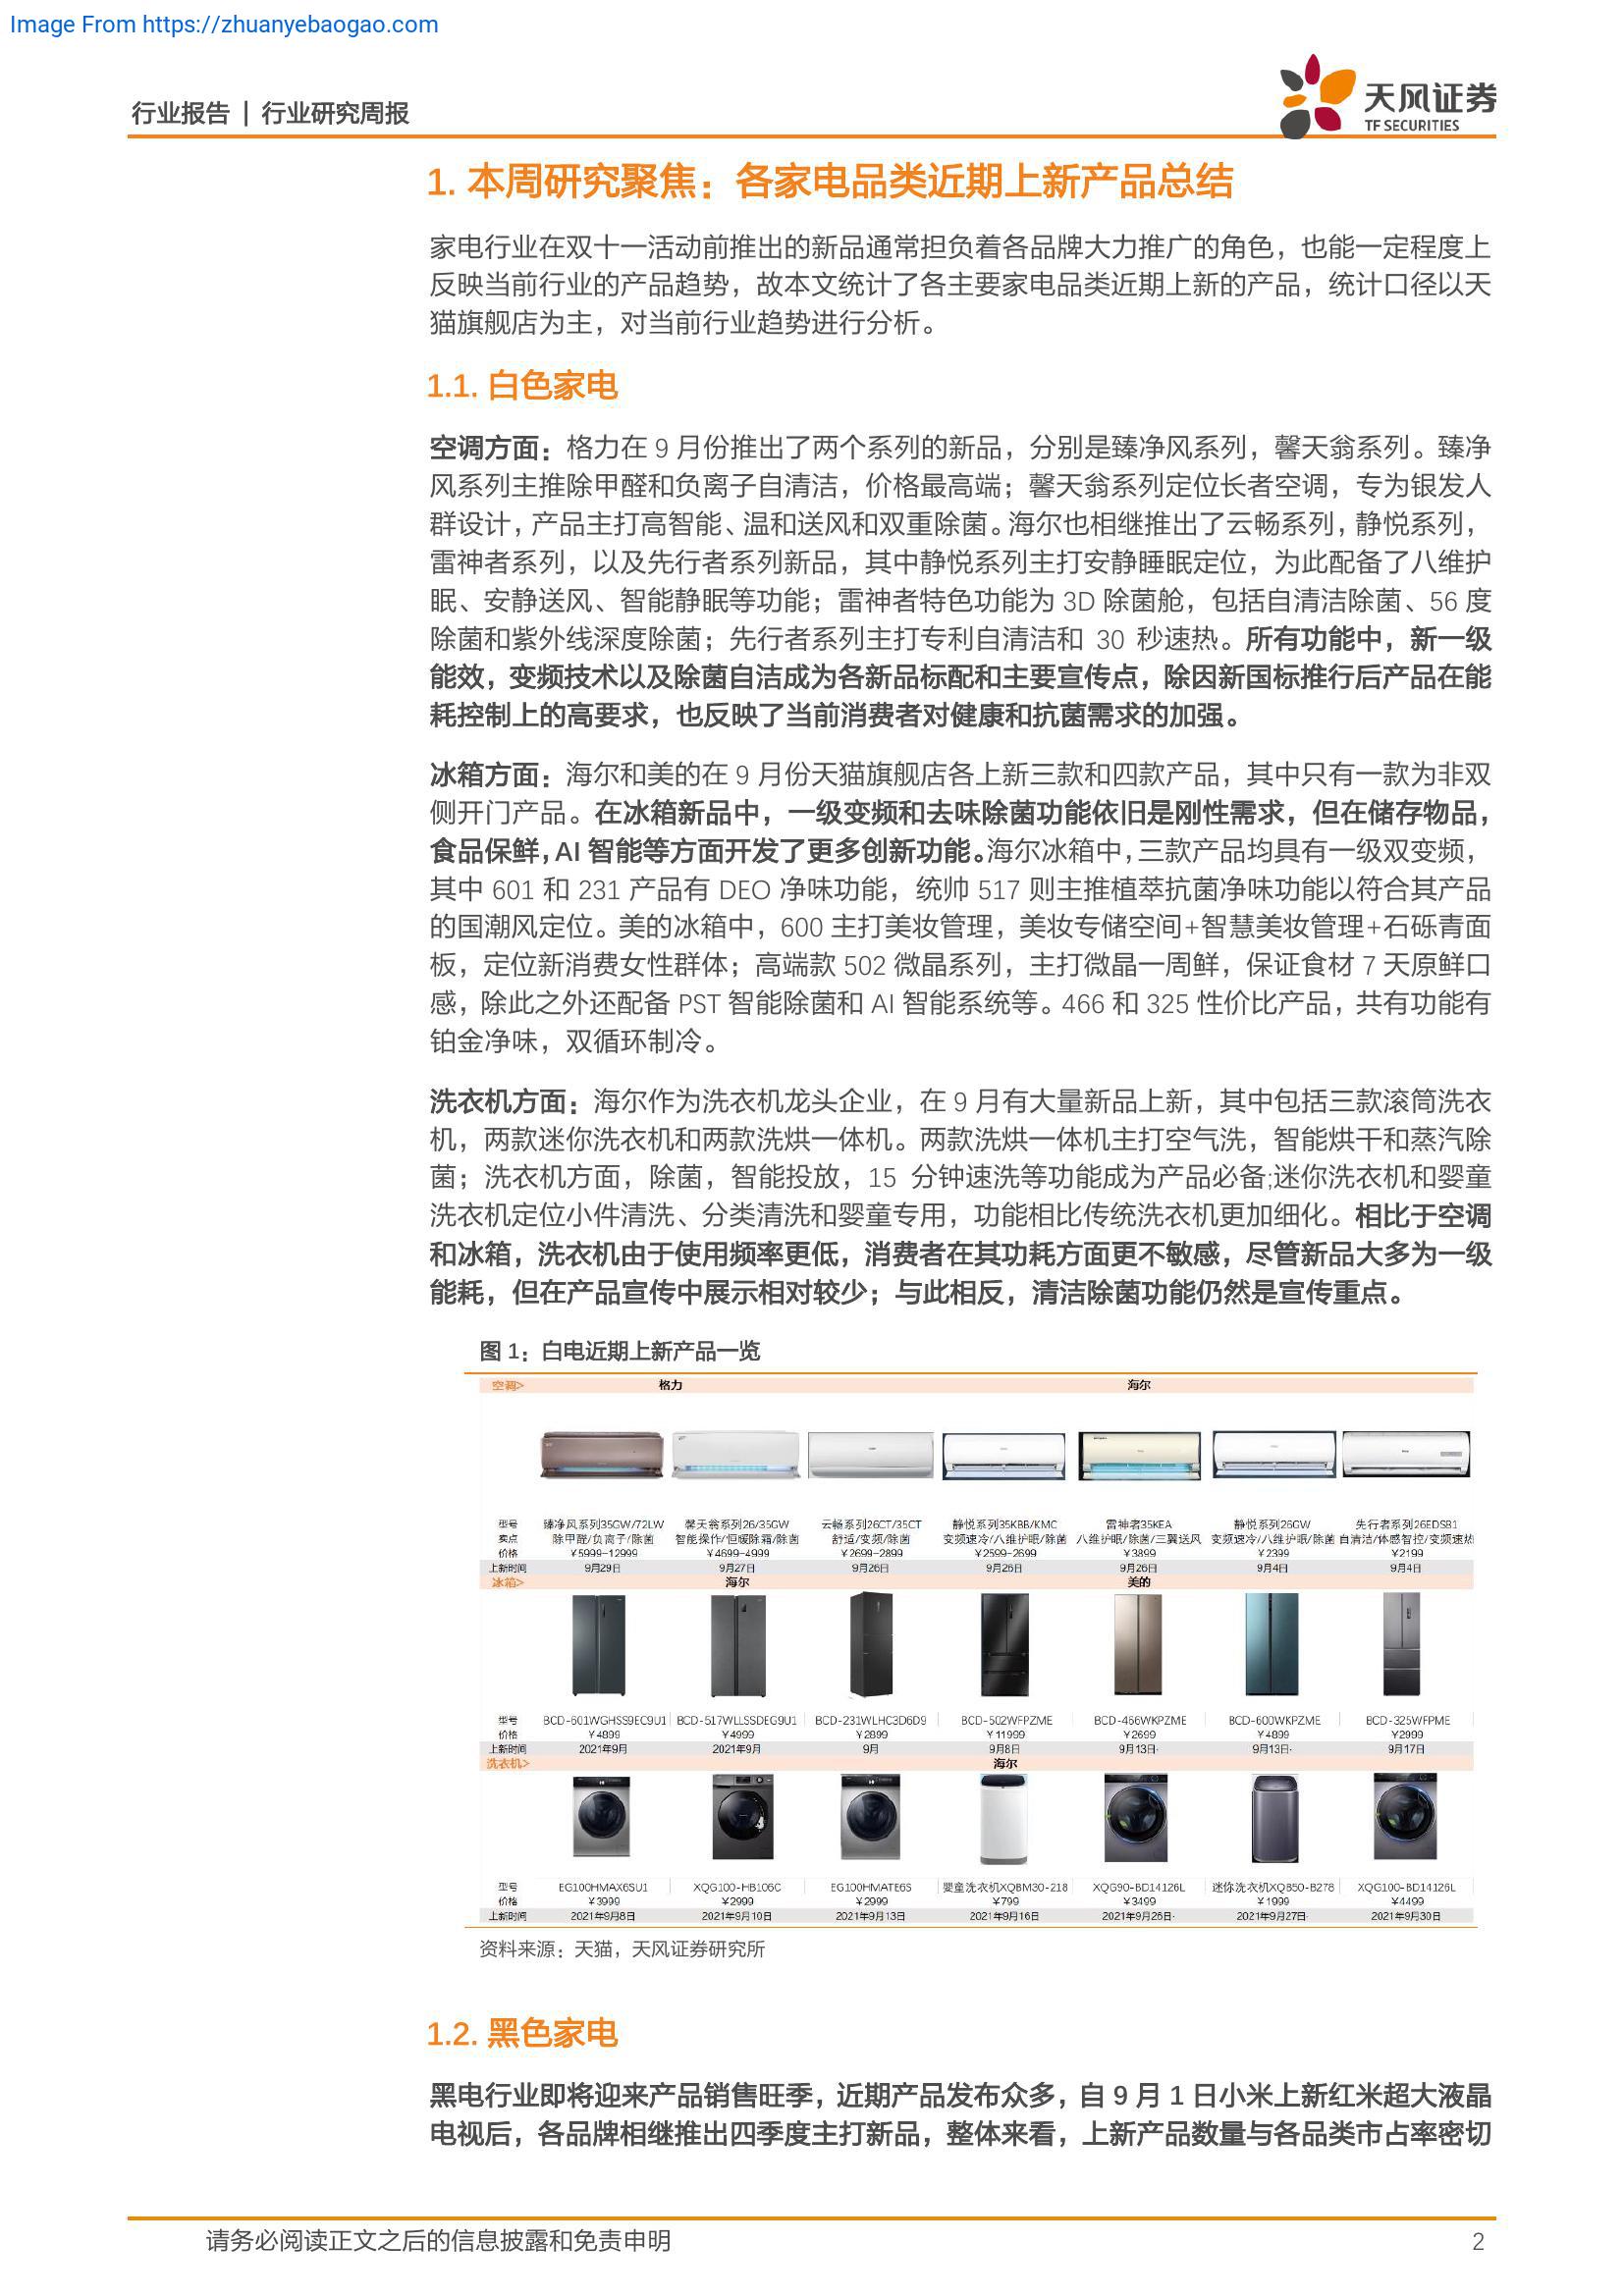 Image From https://zhuanyebaogao.com
行业报告 | 行业研究周报
天风证券
TF SECURITIES
1. 本周研究聚焦：各家电品类近期上新产品总结
家电行业在双十一活动前推出的新品通常担负着各品牌大力推广的角色，也能一定程度上
反映当前行业的产品趋势，故本文统计了各主要家电品类近期上新的产品，统计口径以天
猫旗舰店为主，对当前行业趋势进行分析。
1.1. 白色家电
空调方面：格力在 9 月份推出了两个系列的新品，分别是臻净风系列，馨天翁系列。臻净
风系列主推除甲醛和负离子自清洁，价格最高端；馨天翁系列定位长者空调，专为银发人
群设计，产品主打高智能、温和送风和双重除菌。海尔也相继推出了云畅系列，静悦系列，
雷神者系列，以及先行者系列新品，其中静悦系列主打安静睡眠定位，为此配备了八维护
眠、安静送风、智能静眠等功能；雷神者特色功能为 3D 除菌舱，包括自清洁除菌、56 度
除菌和紫外线深度除菌；先行者系列主打专利自清洁和 30 秒速热。所有功能中，新一级
能效，变频技术以及除菌自洁成为各新品标配和主要宣传点，除因新国标推行后产品在能
耗控制上的高要求，也反映了当前消费者对健康和抗菌需求的加强。
冰箱方面：海尔和美的在 9 月份天猫旗舰店各上新三款和四款产品，其中只有一款为非双
侧开门产品。在冰箱新品中，一级变频和去味除菌功能依旧是刚性需求，但在储存物品，
食品保鲜，AI 智能等方面开发了更多创新功能。海尔冰箱中，三款产品均具有一级双变频，
其中 601 和 231 产品有 DEO 净味功能，统帅 517 则主推植萃抗菌净味功能以符合其产品
的国潮风定位。美的冰箱中，600 主打美妆管理，美妆专储空间+智慧美妆管理+石砾青面
板，定位新消费女性群体；高端款 502 微晶系列，主打微晶一周鲜，保证食材 7 天原鲜口
感，除此之外还配备 PST 智能除菌和 AI 智能系统等。466 和 325 性价比产品，共有功能有
铂金净味，双循环制冷。
洗衣机方面：海尔作为洗衣机龙头企业，在 9 月有大量新品上新，其中包括三款滚筒洗衣
机，两款迷你洗衣机和两款洗烘一体机。两款洗烘一体机主打空气洗，智能烘干和蒸汽除
菌；洗衣机方面，除菌，智能投放，15 分钟速洗等功能成为产品必备;迷你洗衣机和婴童
洗衣机定位小件清洗、分类清洗和婴童专用，功能相比传统洗衣机更加细化。相比于空调
和冰箱，洗衣机由于使用频率更低，消费者在其功耗方面更不敏感，尽管新品大多为一级
能耗，但在产品宣传中展示相对较少；与此相反，清洁除菌功能仍然是宣传重点。
图 1：白电近期上新产品一览
空调> 格力 海尔
型号 臻净风系列35GW/72LW 馨天翁系列26/35GW 云畅系列26CT/35CT 静悦系列35KBB/KMC 雷神者35KEA 静悦系列26GW 先行者系列26EDS81
卖点 除甲醛/负离子/除菌 智能操作/恒暖除霜/除菌 舒适/变频/除菌 变频速冷/八维护眠/除菌 八维护眠/除菌/三翼送风 变频速冷/八维护眠/除菌 自清洁/体感智控/变频速热
价格 ￥5999-12999 ￥4699-4999 ￥2699-2899 ￥2599-2699 ￥3899 ￥2399 ￥2199
上新时间 9月29日 9月27日 9月26日 9月26日 9月26日 9月4日 9月4日
冰箱> 海尔 美的
型号 BCD-601WGHSS9EC9U1 BCD-517WLLSSDEG9U1 BCD-231WLHC3D6D9 BCD-502WFPZME BCD-466WKPZME BCD-600WKPZME BCD-325WFPME
价格 ￥4899 ￥4999 ￥2899 ￥11999 ￥2699 ￥4899 ￥2999
上新时间 2021年9月 2021年9月 9月 9月8日 9月13日· 9月13日· 9月17日
洗衣机> 海尔
型号 EG100HMAX6SU1 XQG100-HB106C EG100HMATE6S 婴童洗衣机XQBM30-218 XQG90-BD14126L 迷你洗衣机XQ850-B278 XQG100-BD14126L
价格 ￥3999 ￥2999 ￥2999 ￥799 ￥3499 ￥1999 ￥4499
上新时间 2021年9月8日 2021年9月10日 2021年9月13日 2021年9月16日 2021年9月26日· 2021年9月27日· 2021年9月30日
资料来源：天猫，天风证券研究所
1.2. 黑色家电
黑电行业即将迎来产品销售旺季，近期产品发布众多，自 9 月 1 日小米上新红米超大液晶
电视后，各品牌相继推出四季度主打新品，整体来看，上新产品数量与各品类市占率密切
请务必阅读正文之后的信息披露和免责申明
2